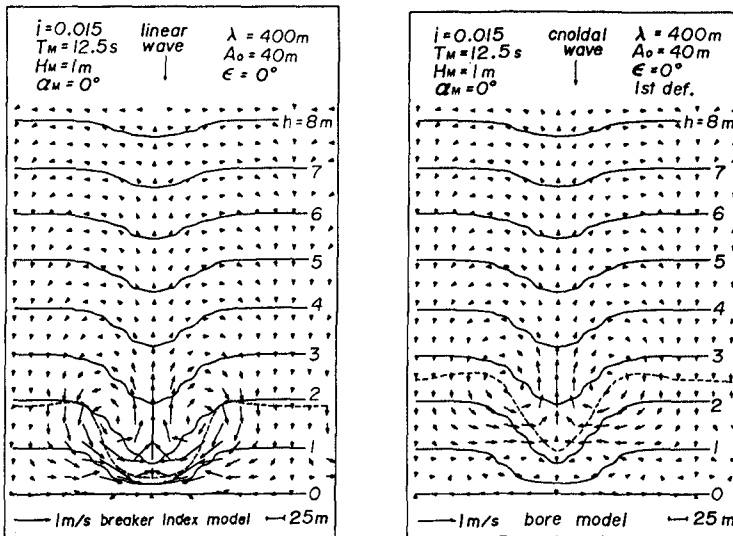 i=0.015
TM=12.5s
HM=1m
αM=0°
linear
wave
λ=400m
A0=40m
ϵ=0°
h=8m
7
6
5
4
3
2
1
0
1m/s breaker index model
25m
i=0.015
TM=12.5s
HM=1m
αM=0°
cnoidal
wave
λ=400m
A0=40m
ϵ=0°
1st def.
h=8m
7
6
5
4
3
2
1
0
1m/s bore model
25m